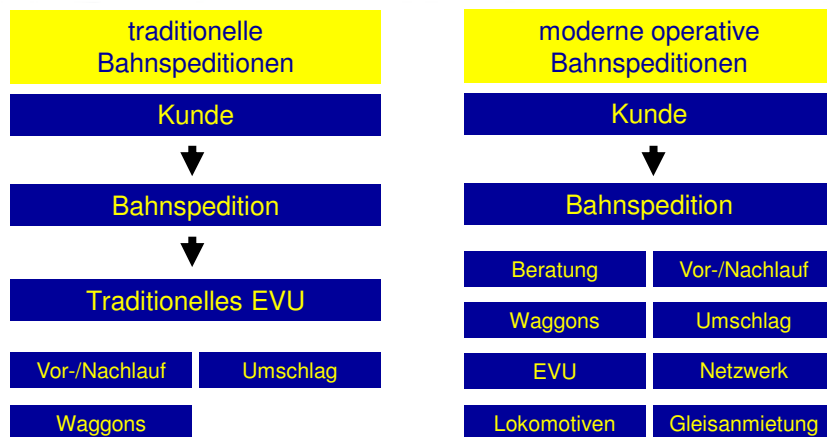 traditionelle
Bahnspeditionen
Kunde
Bahnspedition
Traditionelles EVU
Vor-/Nachlauf
Umschlag
Waggons
moderne operative
Bahnspeditionen
Kunde
Bahnspedition
Beratung
Vor-/Nachlauf
Waggons
Umschlag
EVU
Netzwerk
Lokomotiven
Gleisanmietung